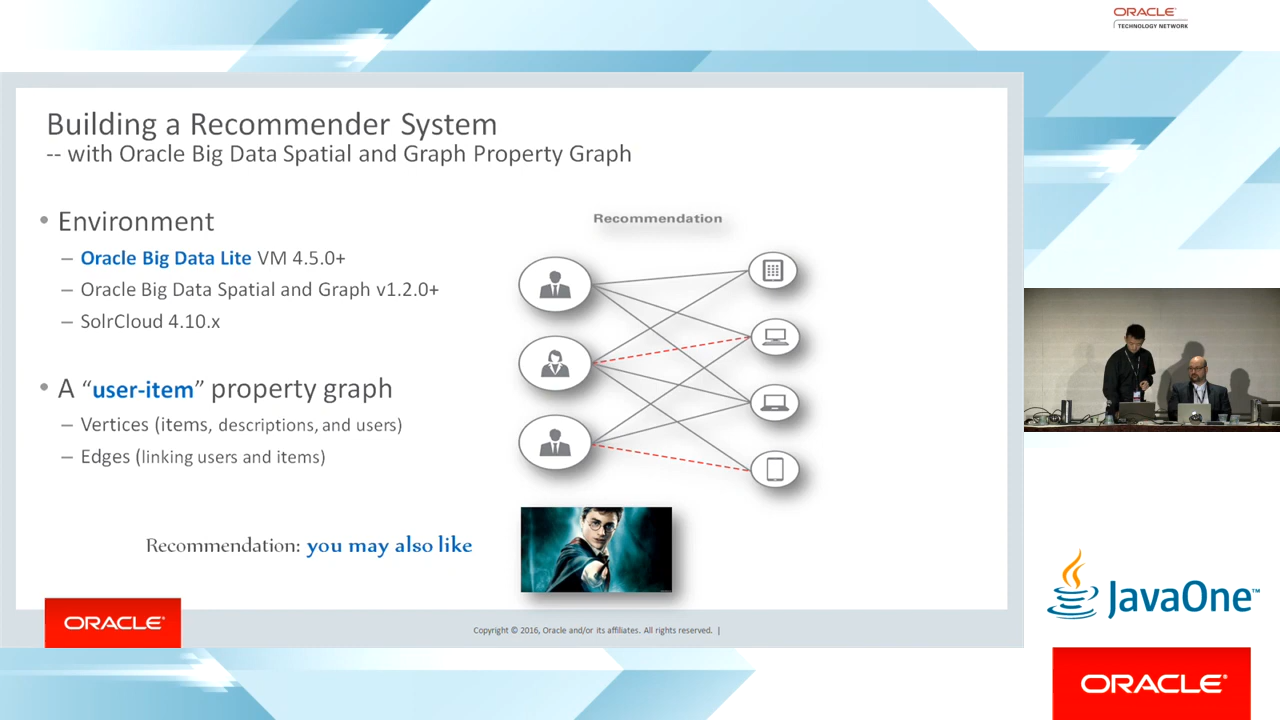 ORACLE®
TECHNOLOGY NETWORK
Building a Recommender System
-- with Oracle Big Data Spatial and Graph Property Graph
• Environment
– Oracle Big Data Lite VM 4.5.0+
– Oracle Big Data Spatial and Graph v1.2.0+
– SolrCloud 4.10.x
• A “user-item” property graph
– Vertices (items, descriptions, and users)
– Edges (linking users and items)
Recommendation: you may also like
Recommendation
ORACLE®
Copyright © 2016, Oracle and/or its affiliates. All rights reserved. |
JavaOne™
ORACLE®